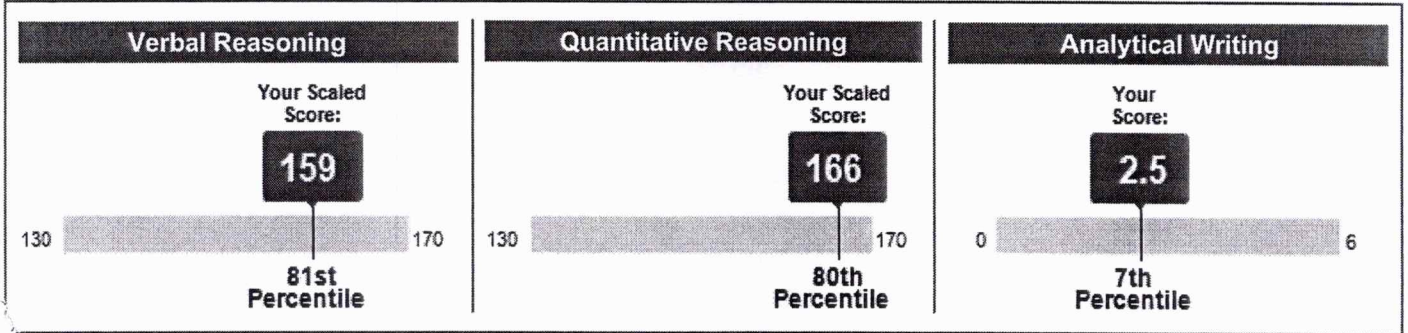 Verbal Reasoning
Your Scaled
Score:
159
130
170
81st
Percentile
Quantitative Reasoning
Your Scaled
Score:
166
130
170
80th
Percentile
Analytical Writing
Your
Score:
2.5
0
6
7th
Percentile